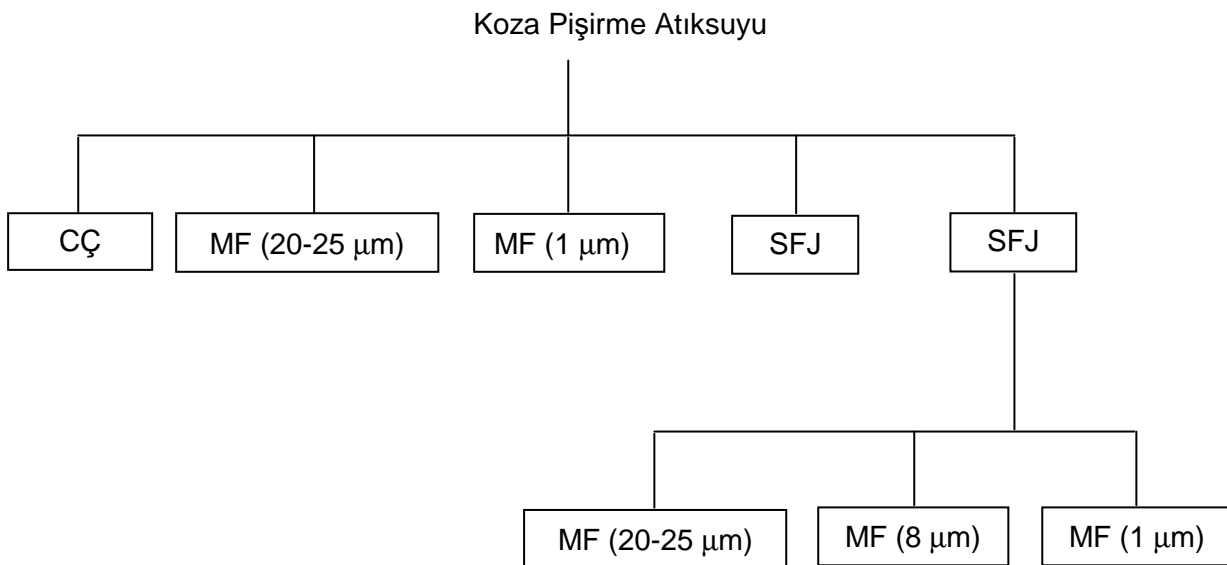 Koza Pişirme Atıksuyu
CÇ
MF (20-25 µm)
MF (1 µm)
SFJ
SFJ
MF (20-25 µm)
MF (8 µm)
MF (1 µm)